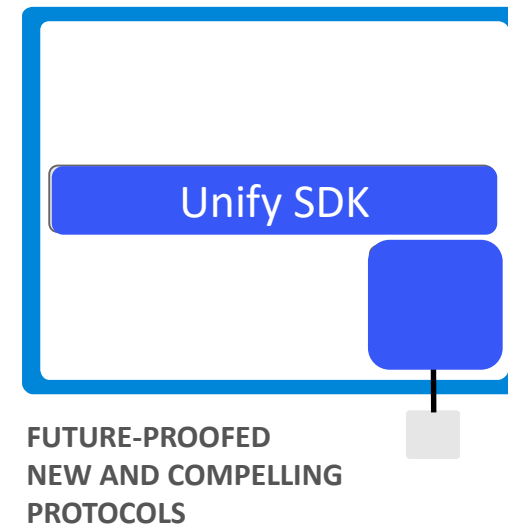 Unify SDK
FUTURE-PROOFED
NEW AND COMPELLING
PROTOCOLS